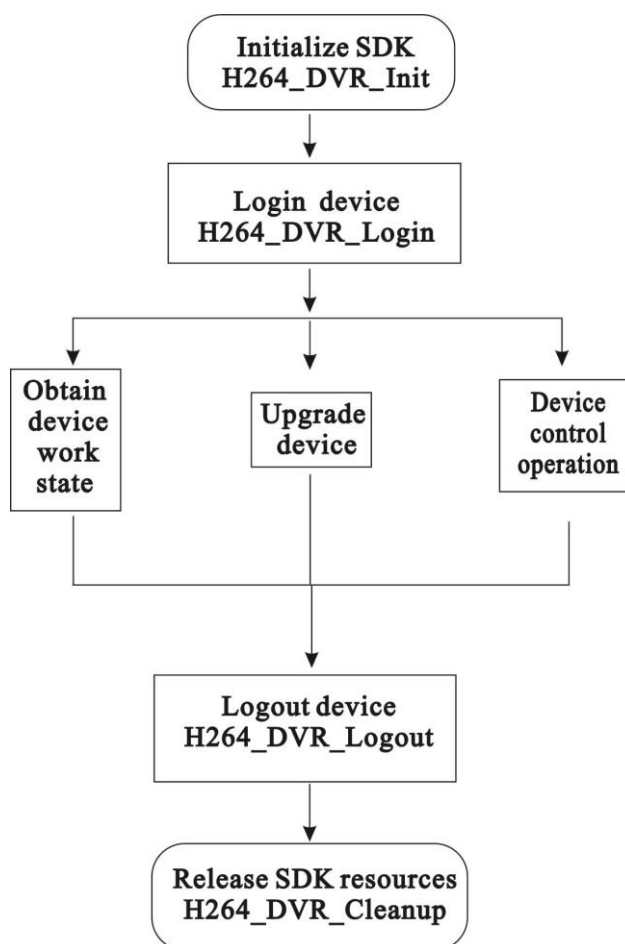 Initialize SDK
H264_DVR_Init
Login device
H264_DVR_Login
Obtain
device
work
state
Upgrade
device
Device
control
operation
Logout device
H264_DVR_Logout
Release SDK resources
H264_DVR_Cleanup